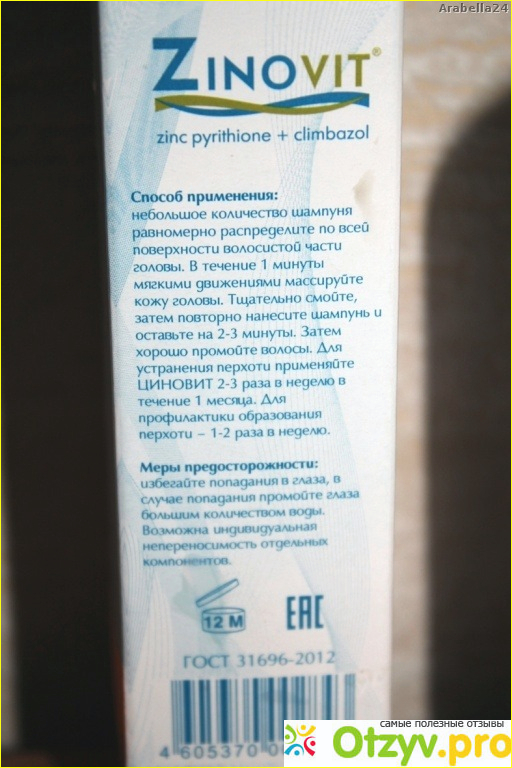 Arabella24
ZINOVIT®
zinc pyrithione + climbazol
Способ применения:
небольшое количество шампуня
равномерно распределите по всей
поверхности волосистой части
головы. В течение 1 минуты
мягкими движениями массируйте
кожу головы. Тщательно смойте,
затем повторно нанесите шампунь и
оставьте на 2-3 минуты. Затем
хорошо промойте волосы. Для
устранения перхоти применяйте
ЦИНОВИТ 2-3 раза в неделю в
течение 1 месяца. Для
профилактики образования
перхоти – 1-2 раза в неделю.
Меры предосторожности:
избегайте попадания в глаза, в
случае попадания промойте глаза
большим количеством воды.
Возможна индивидуальная
непереносимость отдельных
компонентов.
12 М
ЕАС
ГОСТ 31696-2012
4 605370 0
самые полезные отзывы
Otzyv.pro